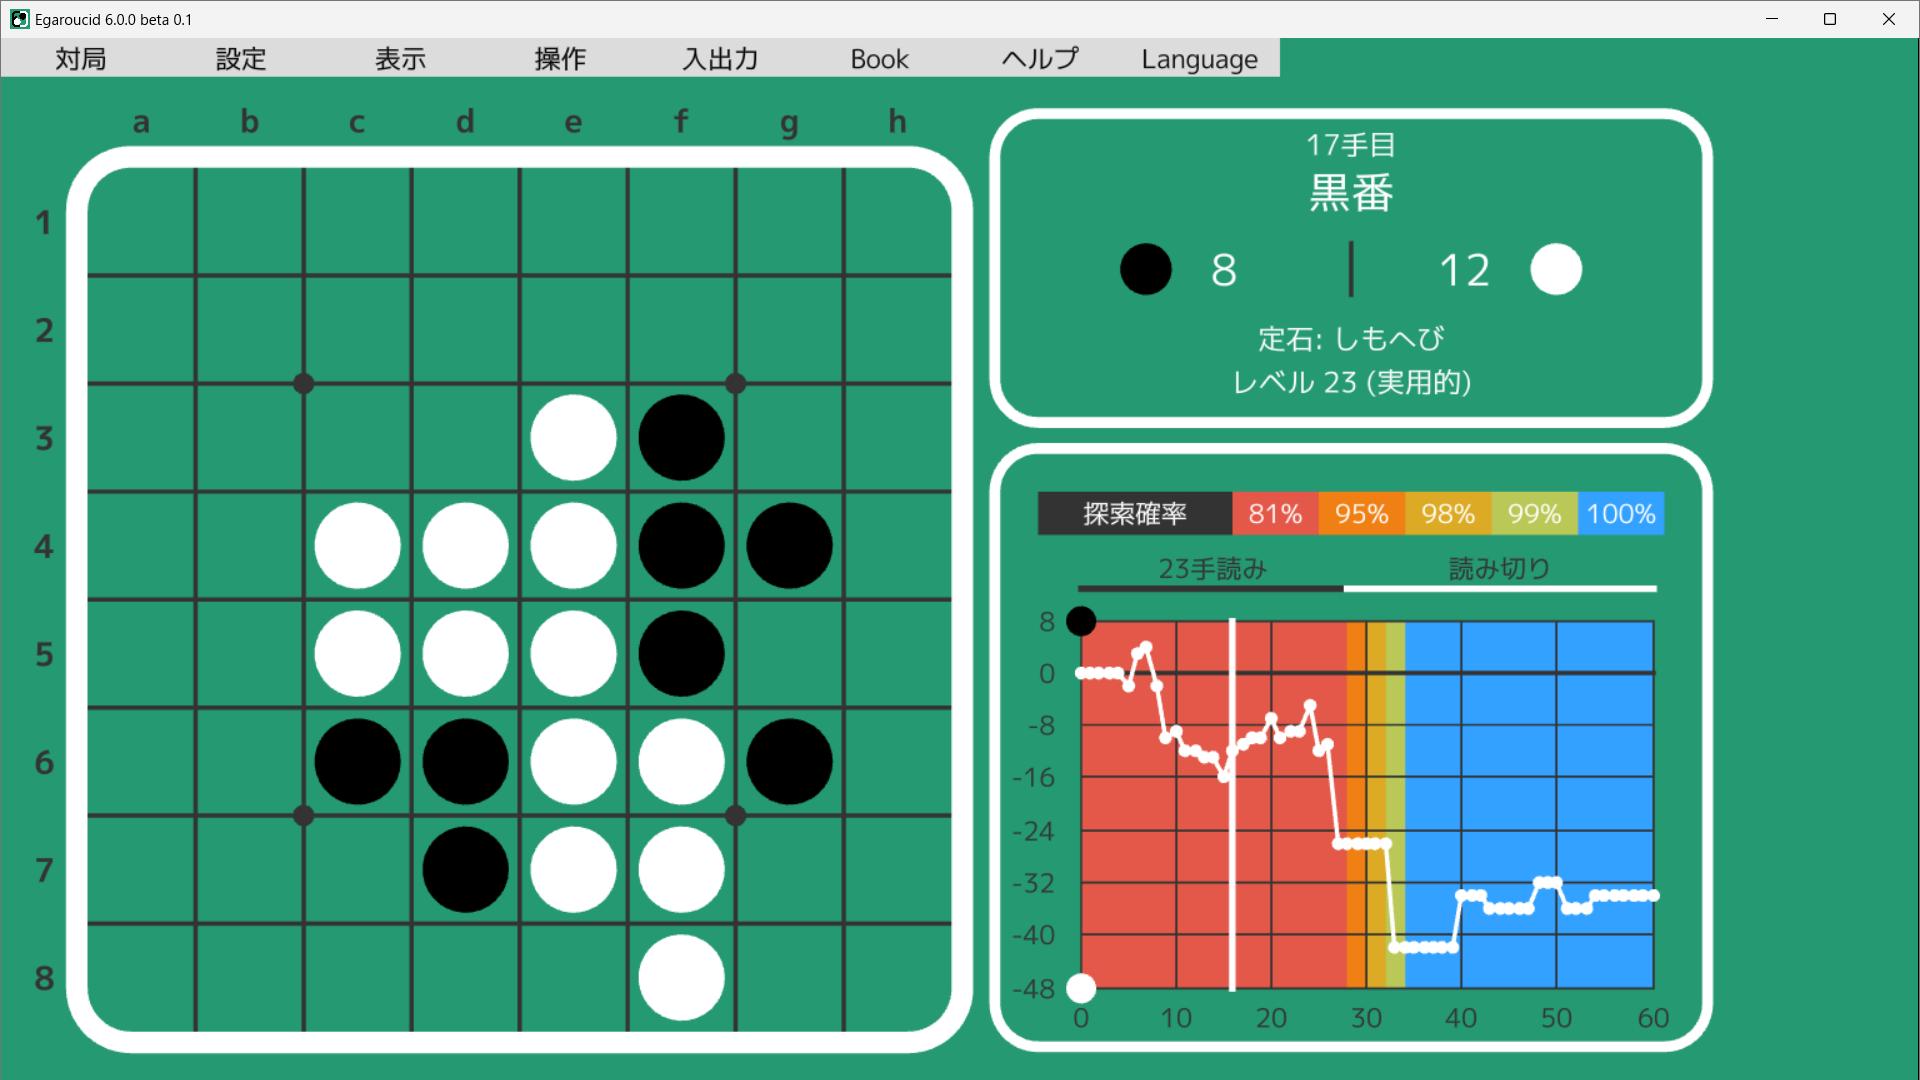 Egaroucid 6.0.0 beta 0.1
対局 設定 表示 操作 入出力 Book ヘルプ Language
a b c d e f g h
1
2
3
4
5
6
7
8
17手目
黒番
8 12
定石: しもへび
レベル 23 (実用的)
探索確率 81% 95% 98% 99% 100%
23手読み 読み切り
8
0
-8
-16
-24
-32
-40
-48
0 10 20 30 40 50 60